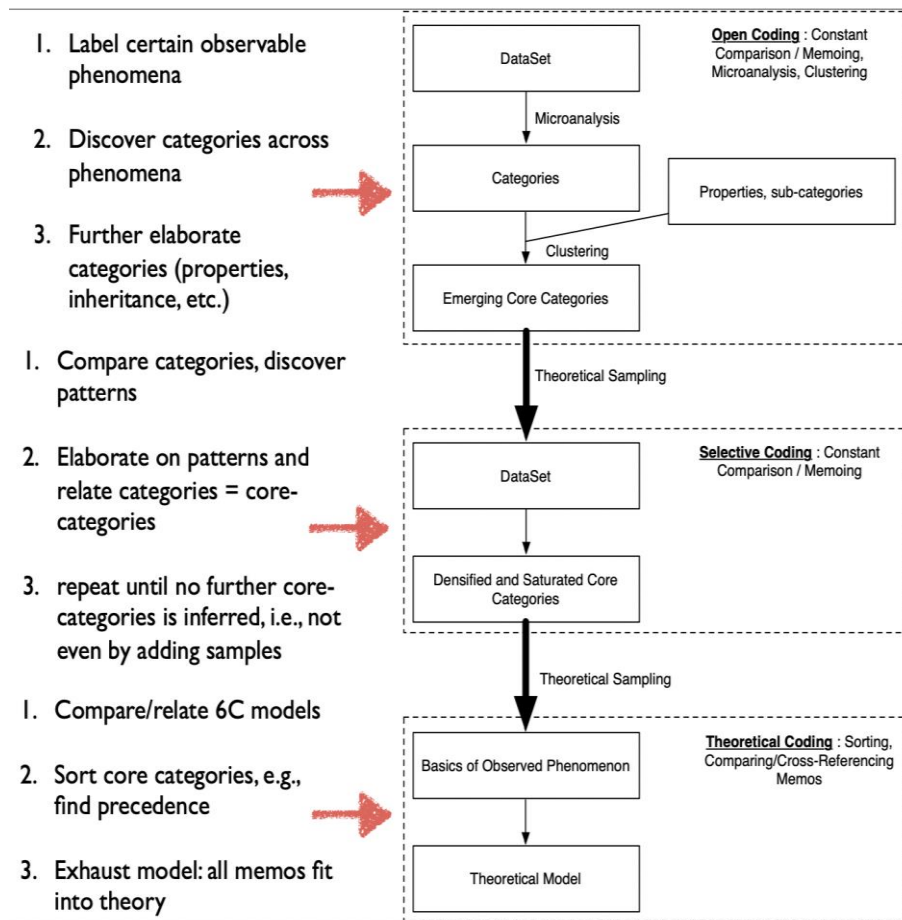 1. Label certain observable
phenomena
2. Discover categories across
phenomena
3. Further elaborate
categories (properties,
inheritance, etc.)
1. Compare categories, discover
patterns
2. Elaborate on patterns and
relate categories = core-
categories
3. repeat until no further core-
categories is inferred, i.e., not
even by adding samples
1. Compare/relate 6C models
2. Sort core categories, e.g.,
find precedence
3. Exhaust model: all memos fit
into theory
Open Coding : Constant
Comparison / Memoing,
Microanalysis, Clustering
DataSet
Microanalysis
Categories
Properties, sub-categories
Clustering
Emerging Core Categories
Theoretical Sampling
Selective Coding : Constant
Comparison / Memoing
DataSet
Densified and Saturated Core
Categories
Theoretical Sampling
Theoretical Coding : Sorting,
Comparing/Cross-Referencing
Memos
Basics of Observed Phenomenon
Theoretical Model